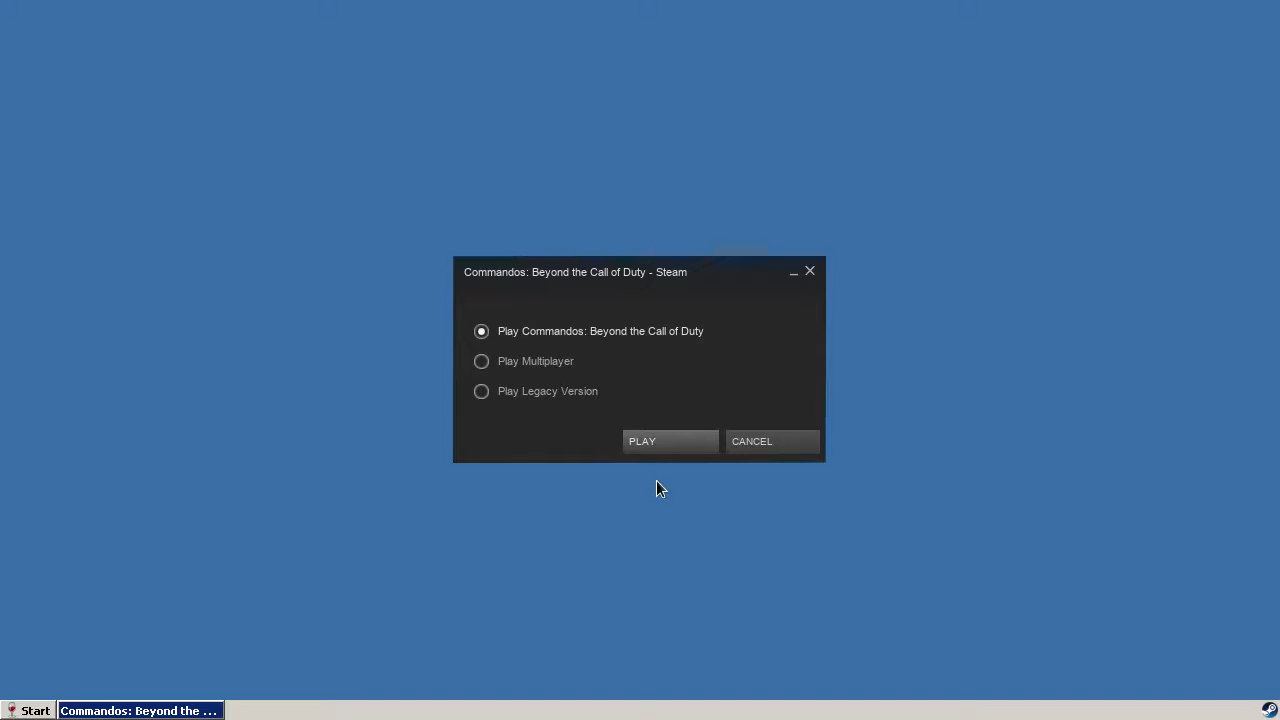 Commandos: Beyond the Call of Duty - Steam
Play Commandos: Beyond the Call of Duty
Play Multiplayer
Play Legacy Version
PLAY
CANCEL
Start
Commandos: Beyond the ...